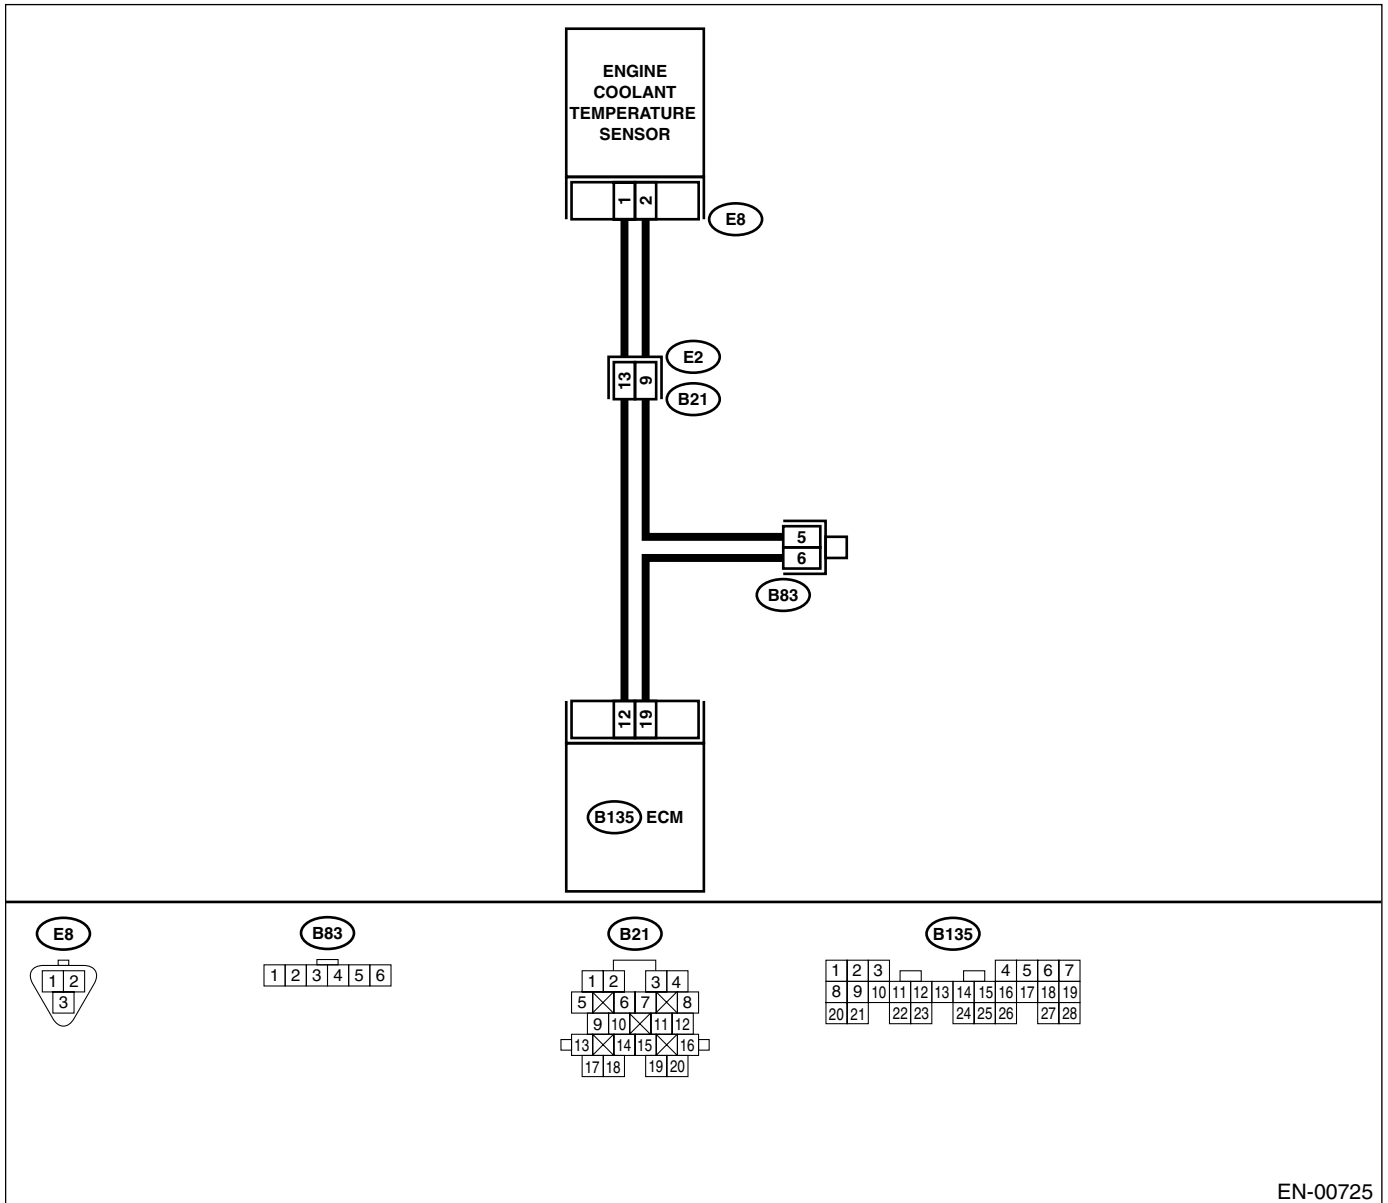 ENGINE
COOLANT
TEMPERATURE
SENSOR
1 2
E8
E2
13 9
B21
5
6
B83
12 19
B135 ECM
E8
1 2
3
B83
1 2 3 4 5 6
B21
1 2 3 4
5 6 7 8
9 10 11 12
13 14 15 16
17 18 19 20
B135
1 2 3 4 5 6 7
8 9 10 11 12 13 14 15 16 17 18 19
20 21 22 23 24 25 26 27 28
EN-00725